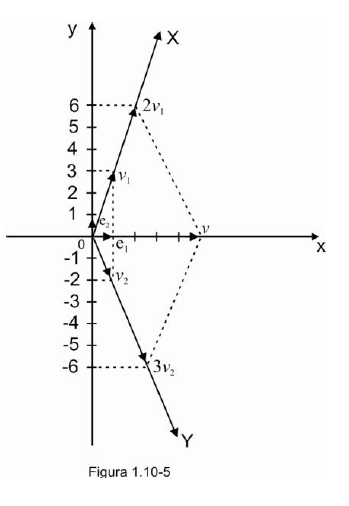 y
X
6
2v₁
5
4
3
v₁
2
1
e₂
0
e₁
v
x
-1
-2
v₂
-3
-4
-5
-6
3v₂
Y
Figura 1.10-5